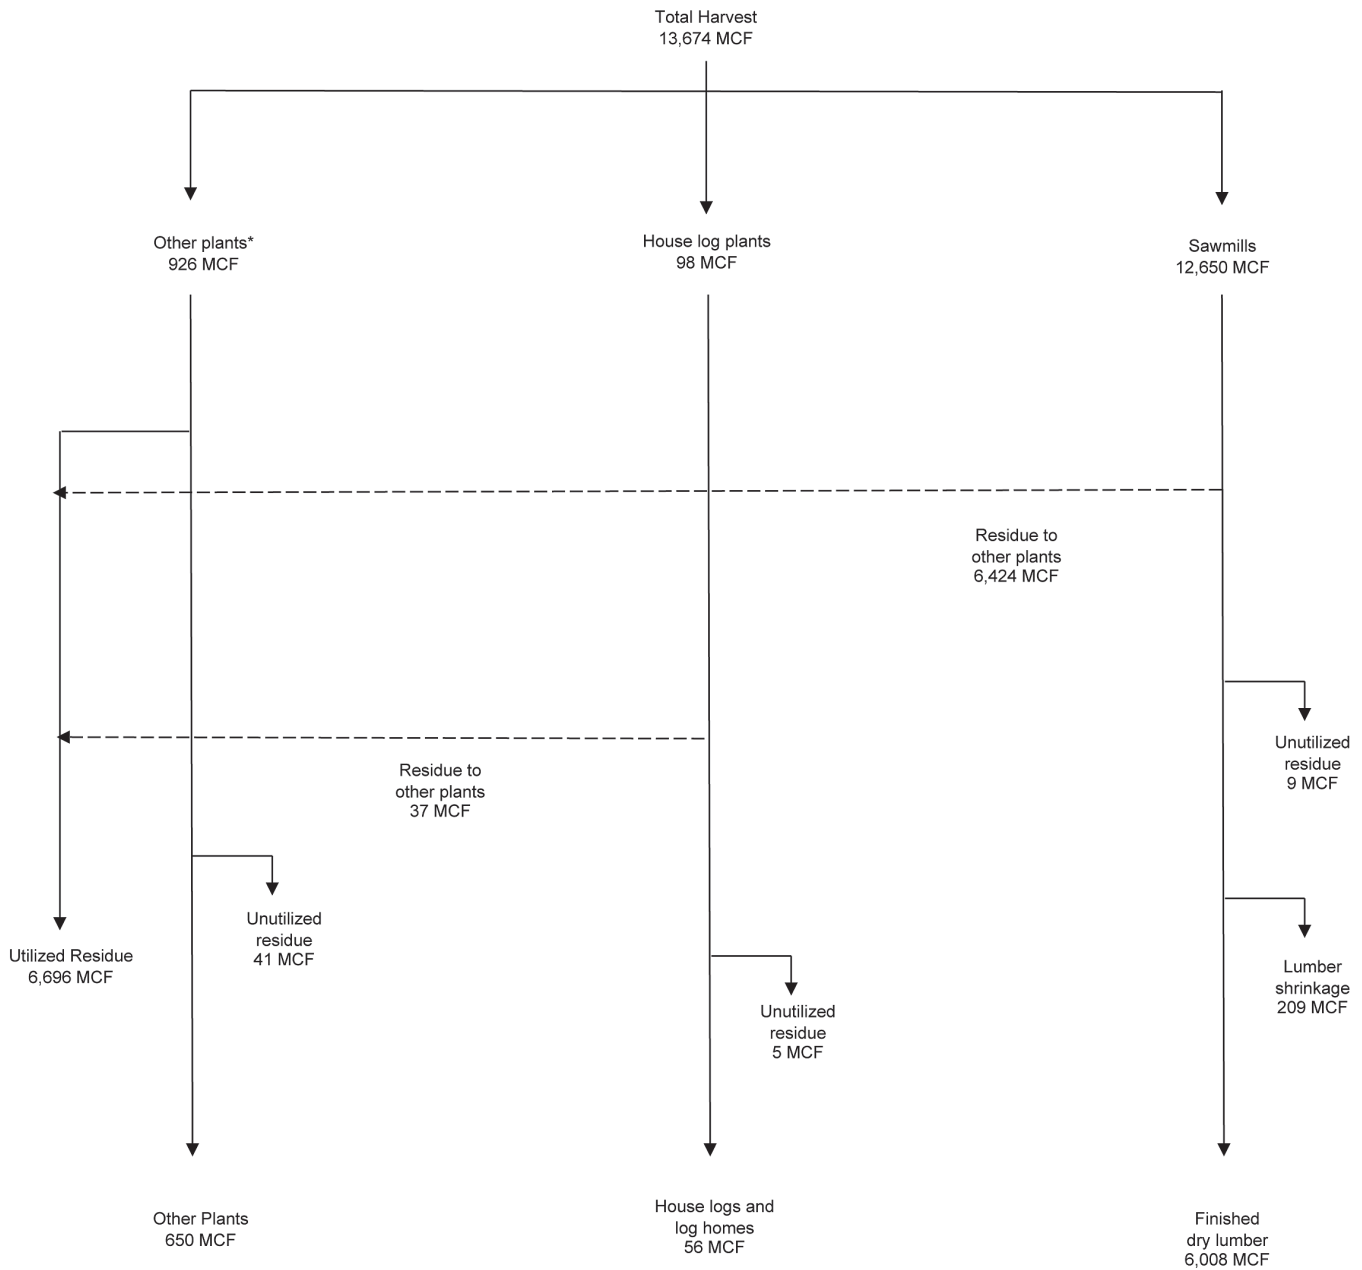 Total Harvest
13,674 MCF
Other plants*
926 MCF
House log plants
98 MCF
Sawmills
12,650 MCF
Residue to
other plants
6,424 MCF
Unutilized
residue
9 MCF
Residue to
other plants
37 MCF
Unutilized
residue
41 MCF
Utilized Residue
6,696 MCF
Lumber
shrinkage
209 MCF
Unutilized
residue
5 MCF
Other Plants
650 MCF
House logs and
log homes
56 MCF
Finished
dry lumber
6,008 MCF